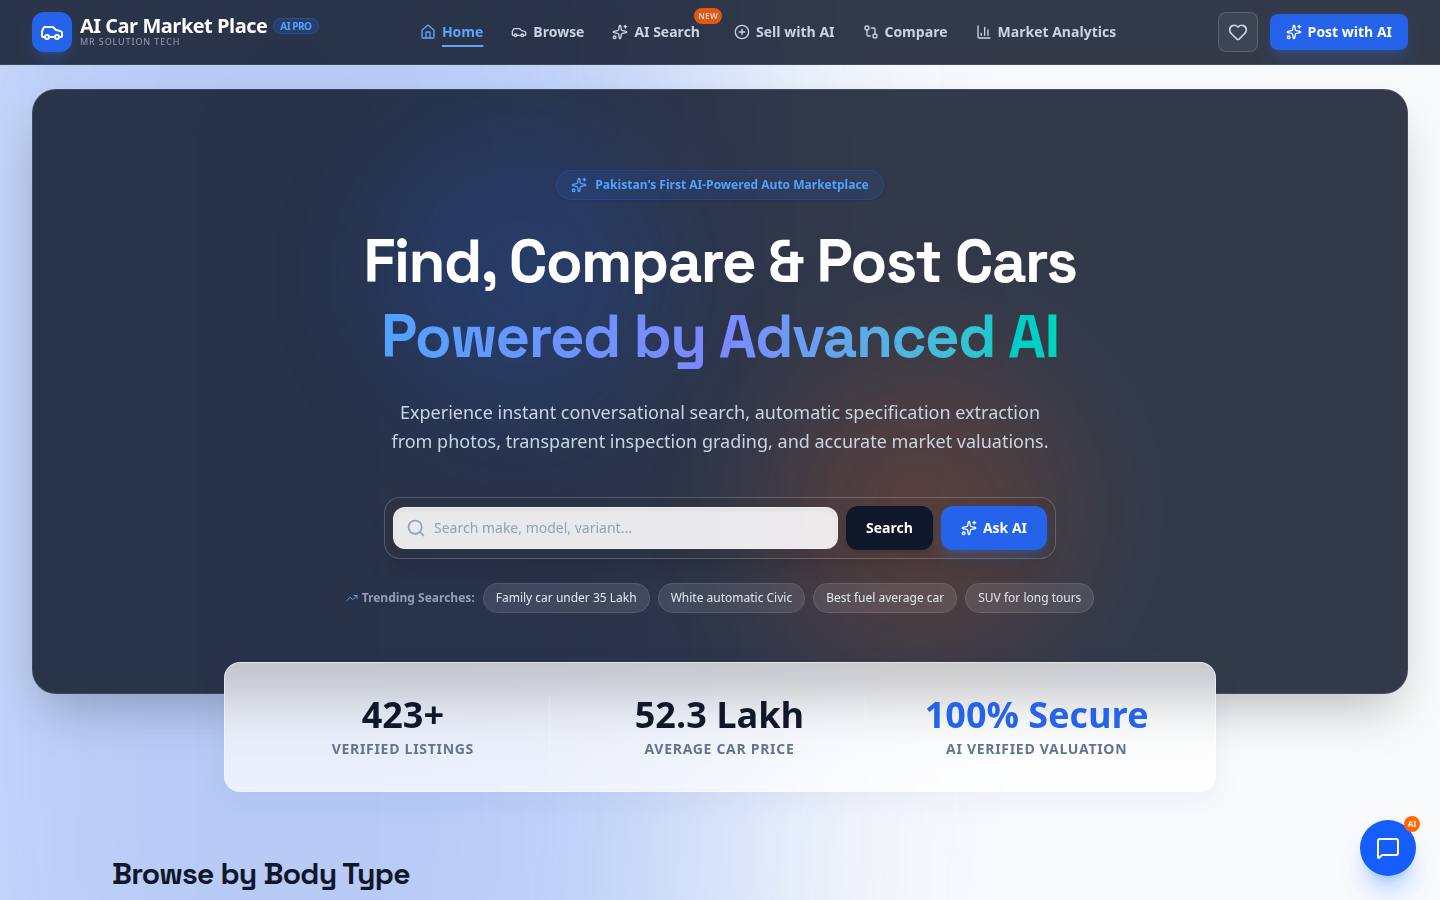 AI Car Market Place
AI PRO
MR SOLUTION TECH
Home
Browse
AI Search
NEW
Sell with AI
Compare
Market Analytics
Post with AI
Pakistan's First AI-Powered Auto Marketplace
Find, Compare & Post Cars
Powered by Advanced AI
Experience instant conversational search, automatic specification extraction
from photos, transparent inspection grading, and accurate market valuations.
Search make, model, variant...
Search
Ask AI
Trending Searches:
Family car under 35 Lakh
White automatic Civic
Best fuel average car
SUV for long tours
423+
VERIFIED LISTINGS
52.3 Lakh
AVERAGE CAR PRICE
100% Secure
AI VERIFIED VALUATION
AI
Browse by Body Type